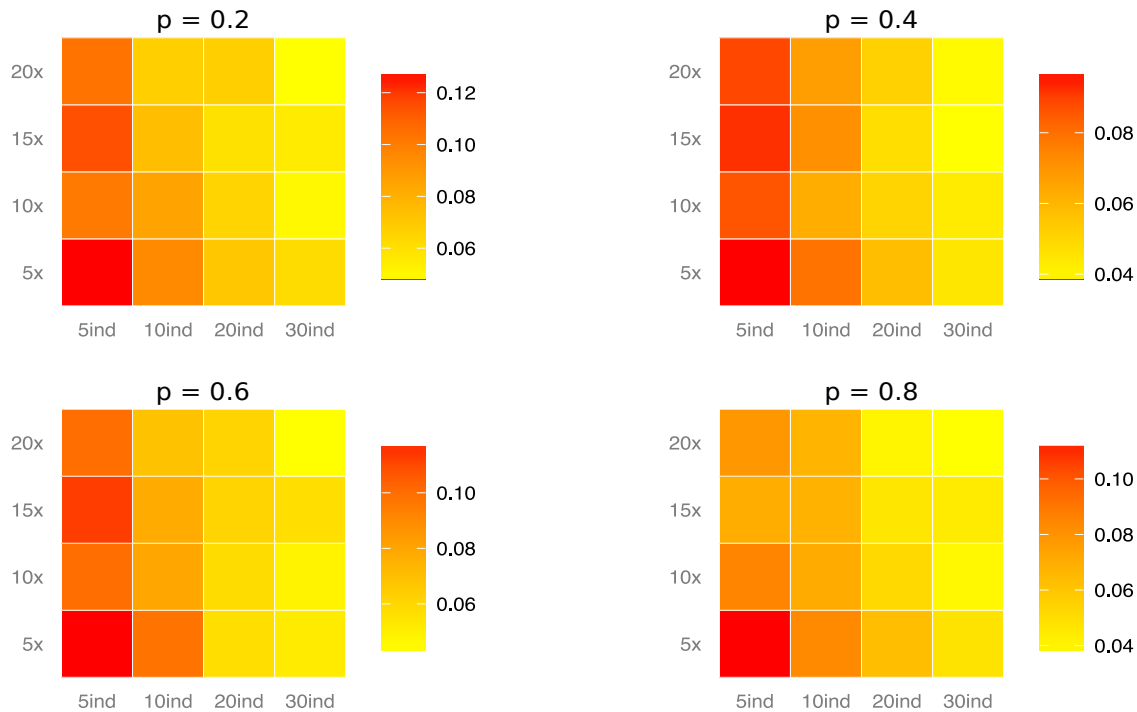 p = 0.2
20x
15x
10x
5x
5ind 10ind 20ind 30ind
0.12
0.10
0.08
0.06
p = 0.4
20x
15x
10x
5x
5ind 10ind 20ind 30ind
0.08
0.06
0.04
p = 0.6
20x
15x
10x
5x
5ind 10ind 20ind 30ind
0.10
0.08
0.06
p = 0.8
20x
15x
10x
5x
5ind 10ind 20ind 30ind
0.10
0.08
0.06
0.04